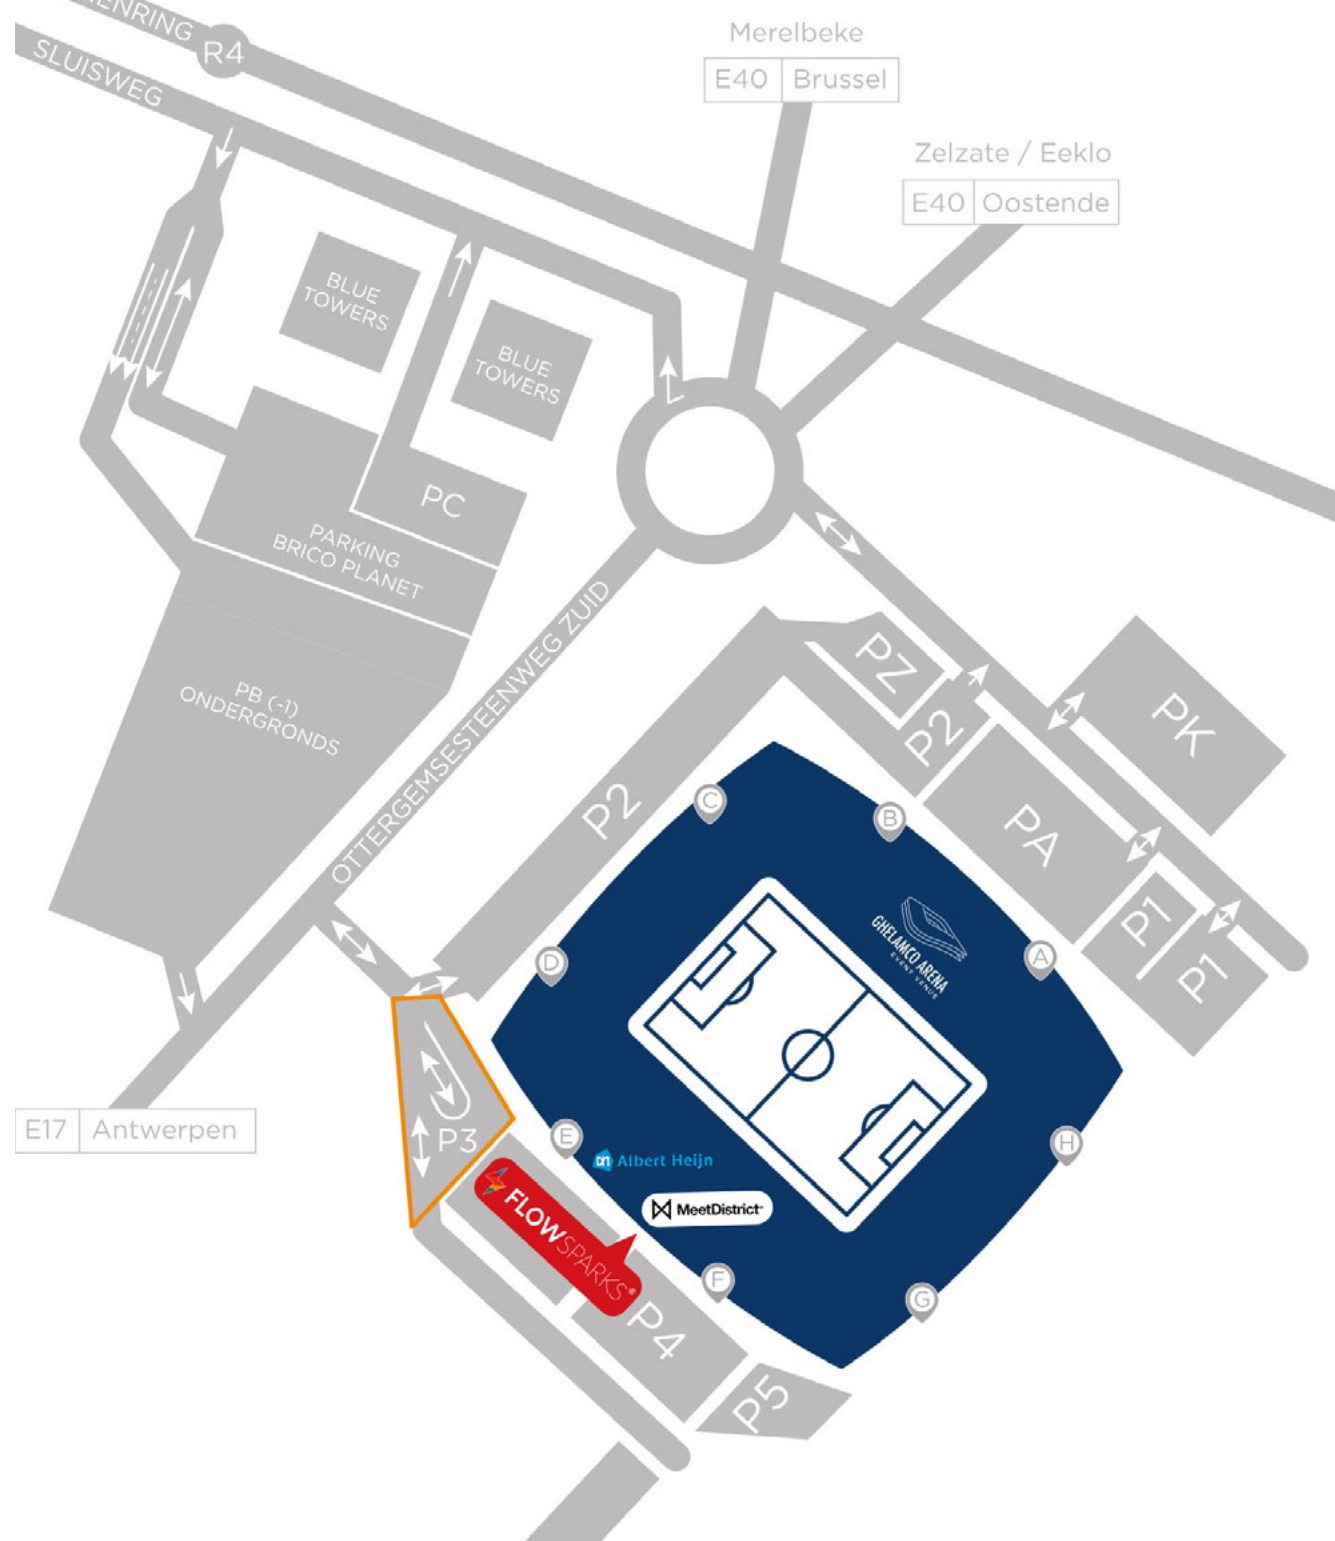 R4
SLUISWEG
Merelbeke
E40 Brussel
Zelzate / Eeklo
E40 Oostende
BLUE
TOWERS
BLUE
TOWERS
PC
PARKING
BRICO PLANET
PB (-1)
ONDERGRONDS
OTTERGEMSESTEENWEG ZUID
PZ
P2
PK
P2
PA
C
B
P1
P1
GHELAMCO ARENA
EVENT VENUE
A
D
E17 Antwerpen
P3
E
Albert Heijn
H
MeetDistrict
FLOWSPARKS®
F
G
P4
P5